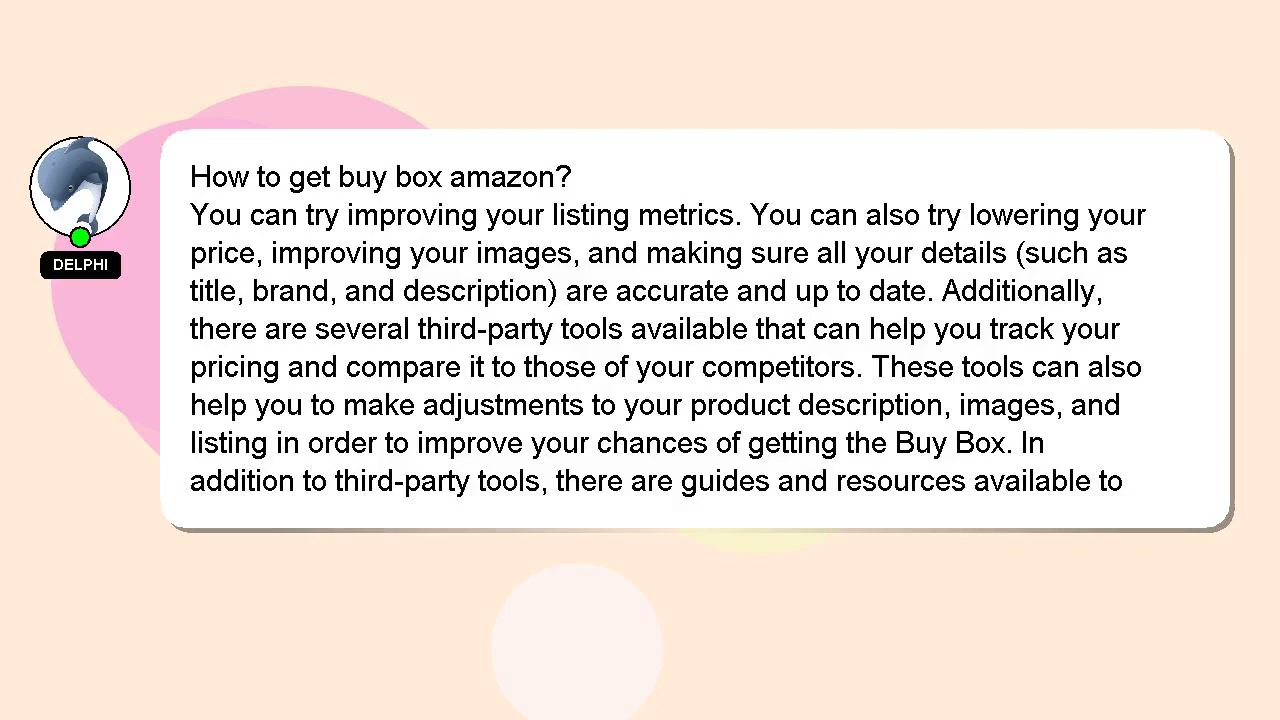 DELPHI
How to get buy box amazon?
You can try improving your listing metrics. You can also try lowering your
price, improving your images, and making sure all your details (such as
title, brand, and description) are accurate and up to date. Additionally,
there are several third-party tools available that can help you track your
pricing and compare it to those of your competitors. These tools can also
help you to make adjustments to your product description, images, and
listing in order to improve your chances of getting the Buy Box. In
addition to third-party tools, there are guides and resources available to